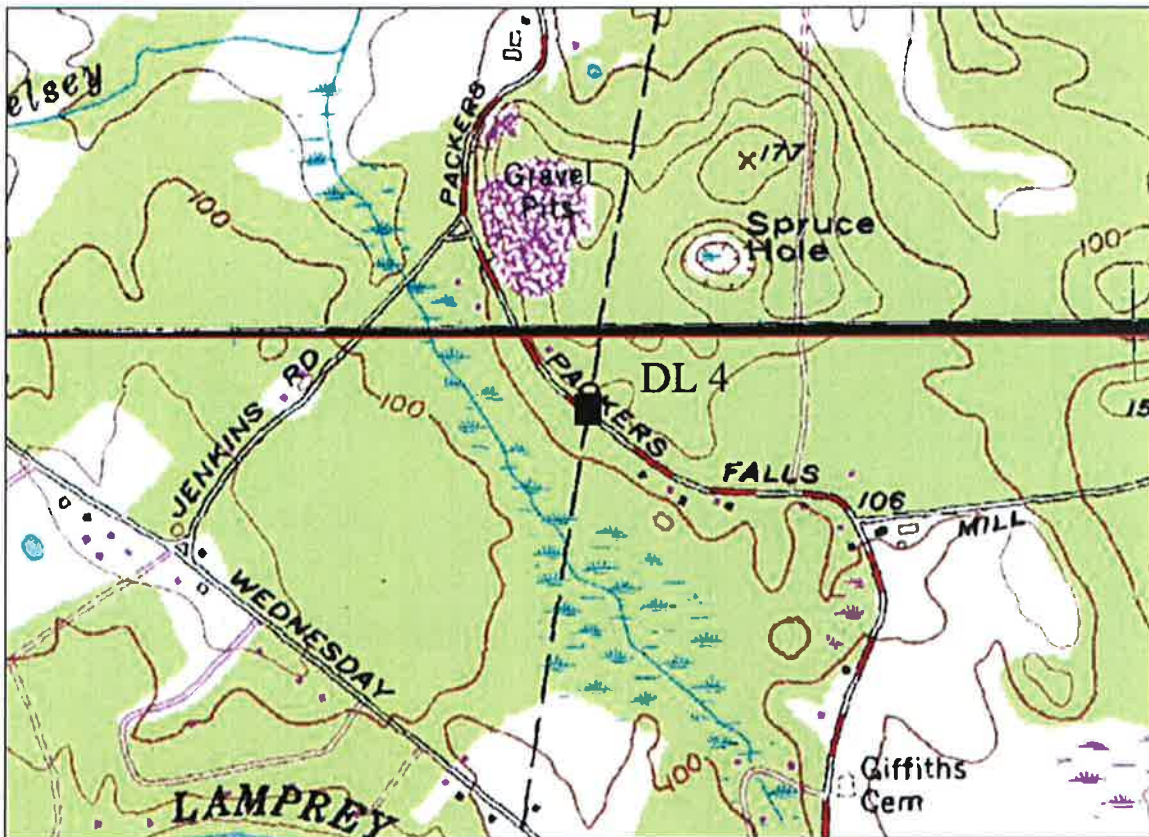 elsey
PACKERS
Gravel
Pits
177
Spruce
Hole
100
100
RD
JENKINS
100
DL 4
PACKERS
FALLS
106
MILL
15
WEDNESDAY
100
Giffiths
Cem
LAMPREY